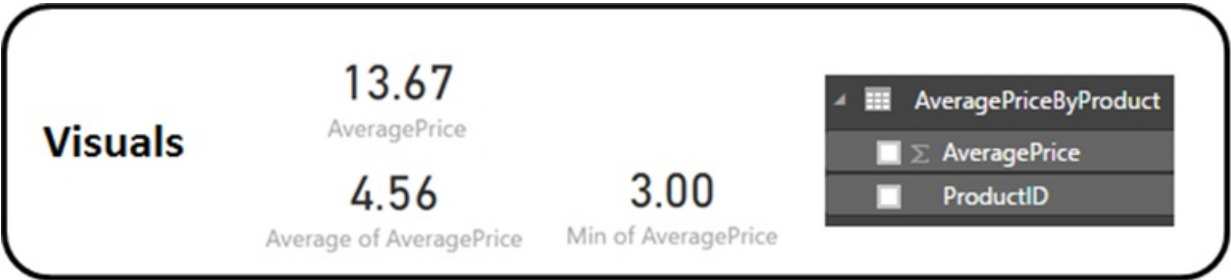 Visuals
13.67
AveragePrice
4.56
Average of AveragePrice
3.00
Min of AveragePrice
AveragePriceByProduct
Σ AveragePrice
ProductID